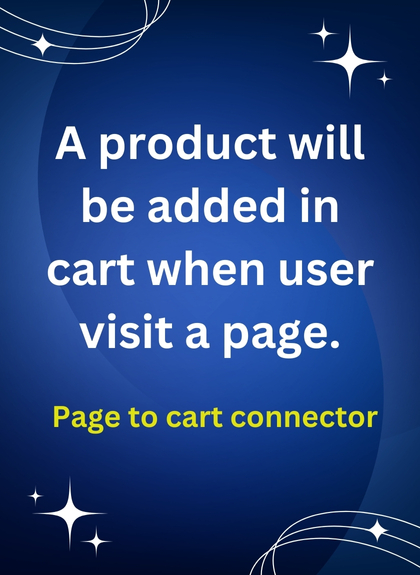 A product will
be added in
cart when user
visit a page.
Page to cart connector